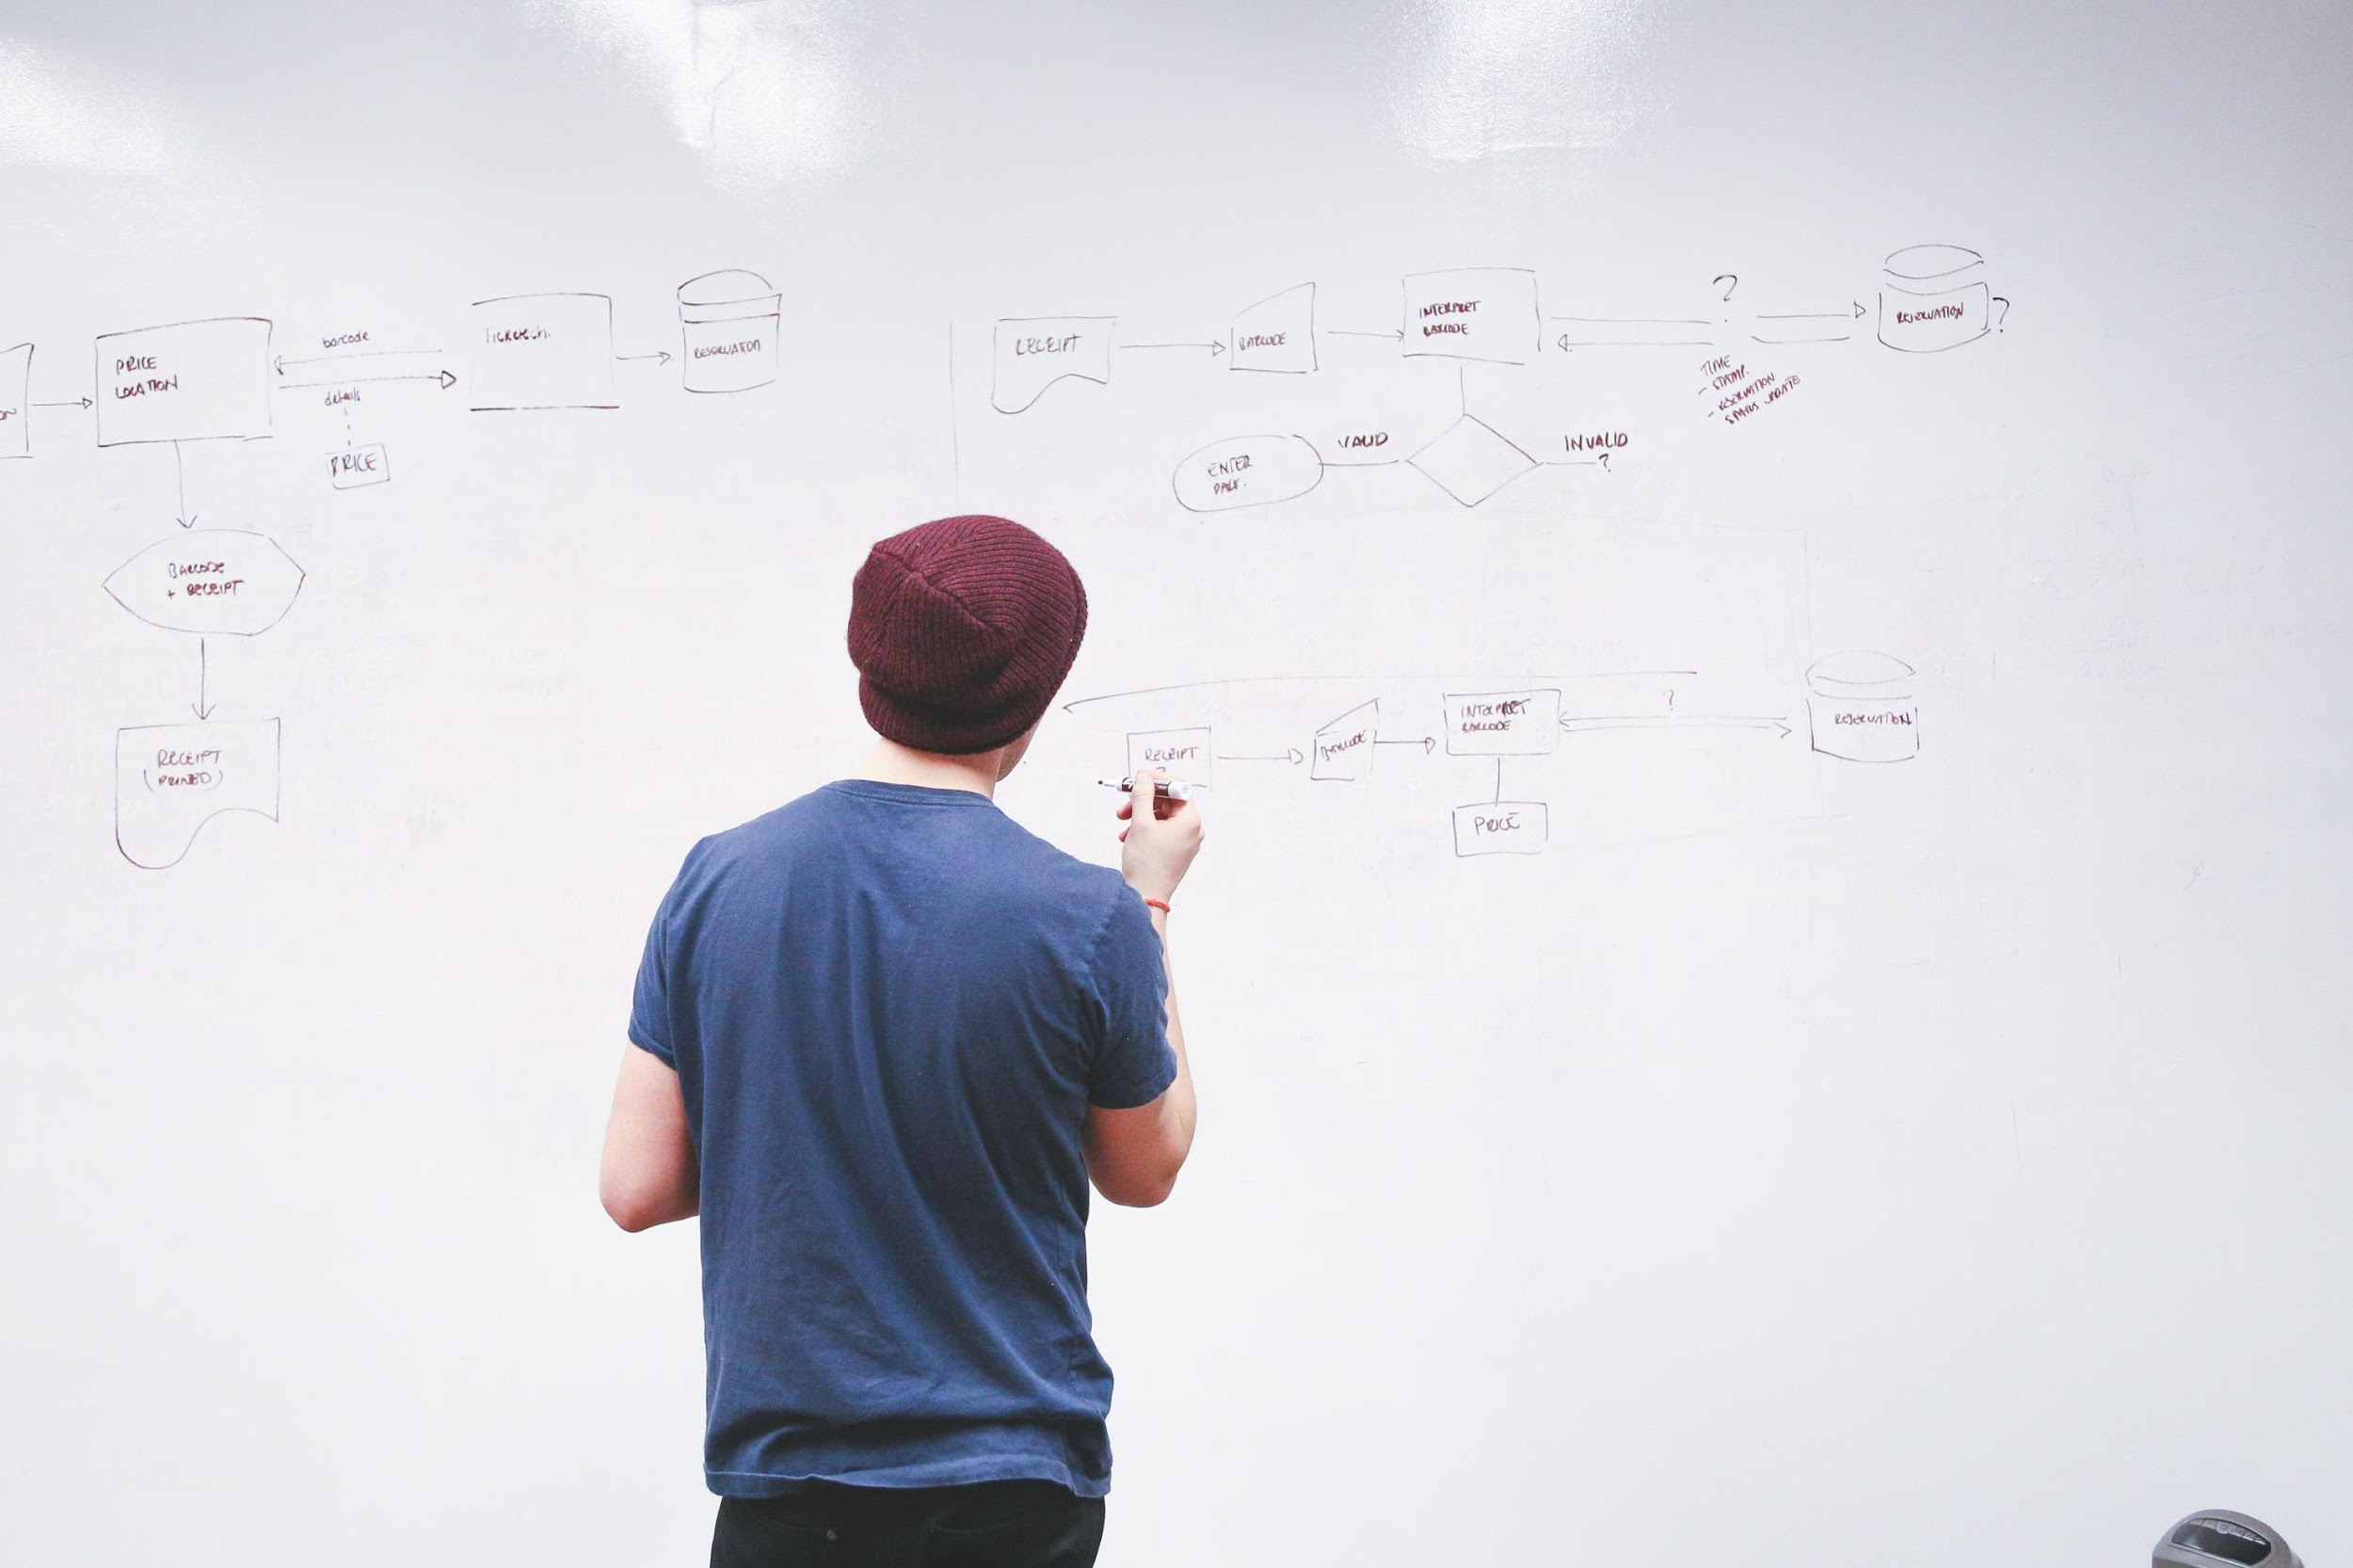 PRICE
LOCATION
barcode
details
PRICE
RESERVATION
BARCODE
+ RECEIPT
RECEIPT
(PRINTED)
RECEIPT
BARCODE
INTERPRET
BARCODE
?
TIME
- STAMP.
- RESERVATION
STATUS UPDATE
RESERVATION
?
VALID
INVALID
?
ENTER
RECEIPT
BARCODE
INTERPRET
BARCODE
?
RESERVATION
PRICE